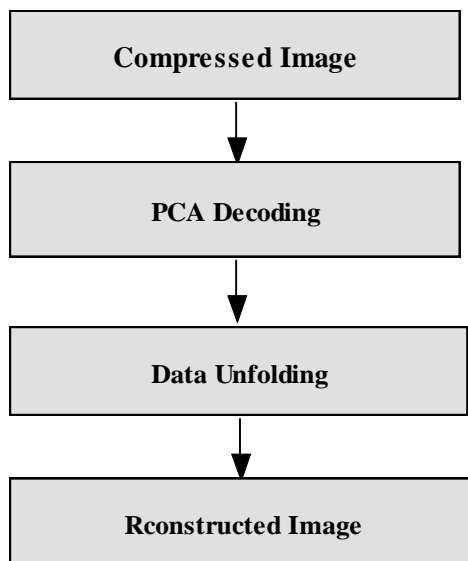 Compressed Image
PCA Decoding
Data Unfolding
Rconstructed Image